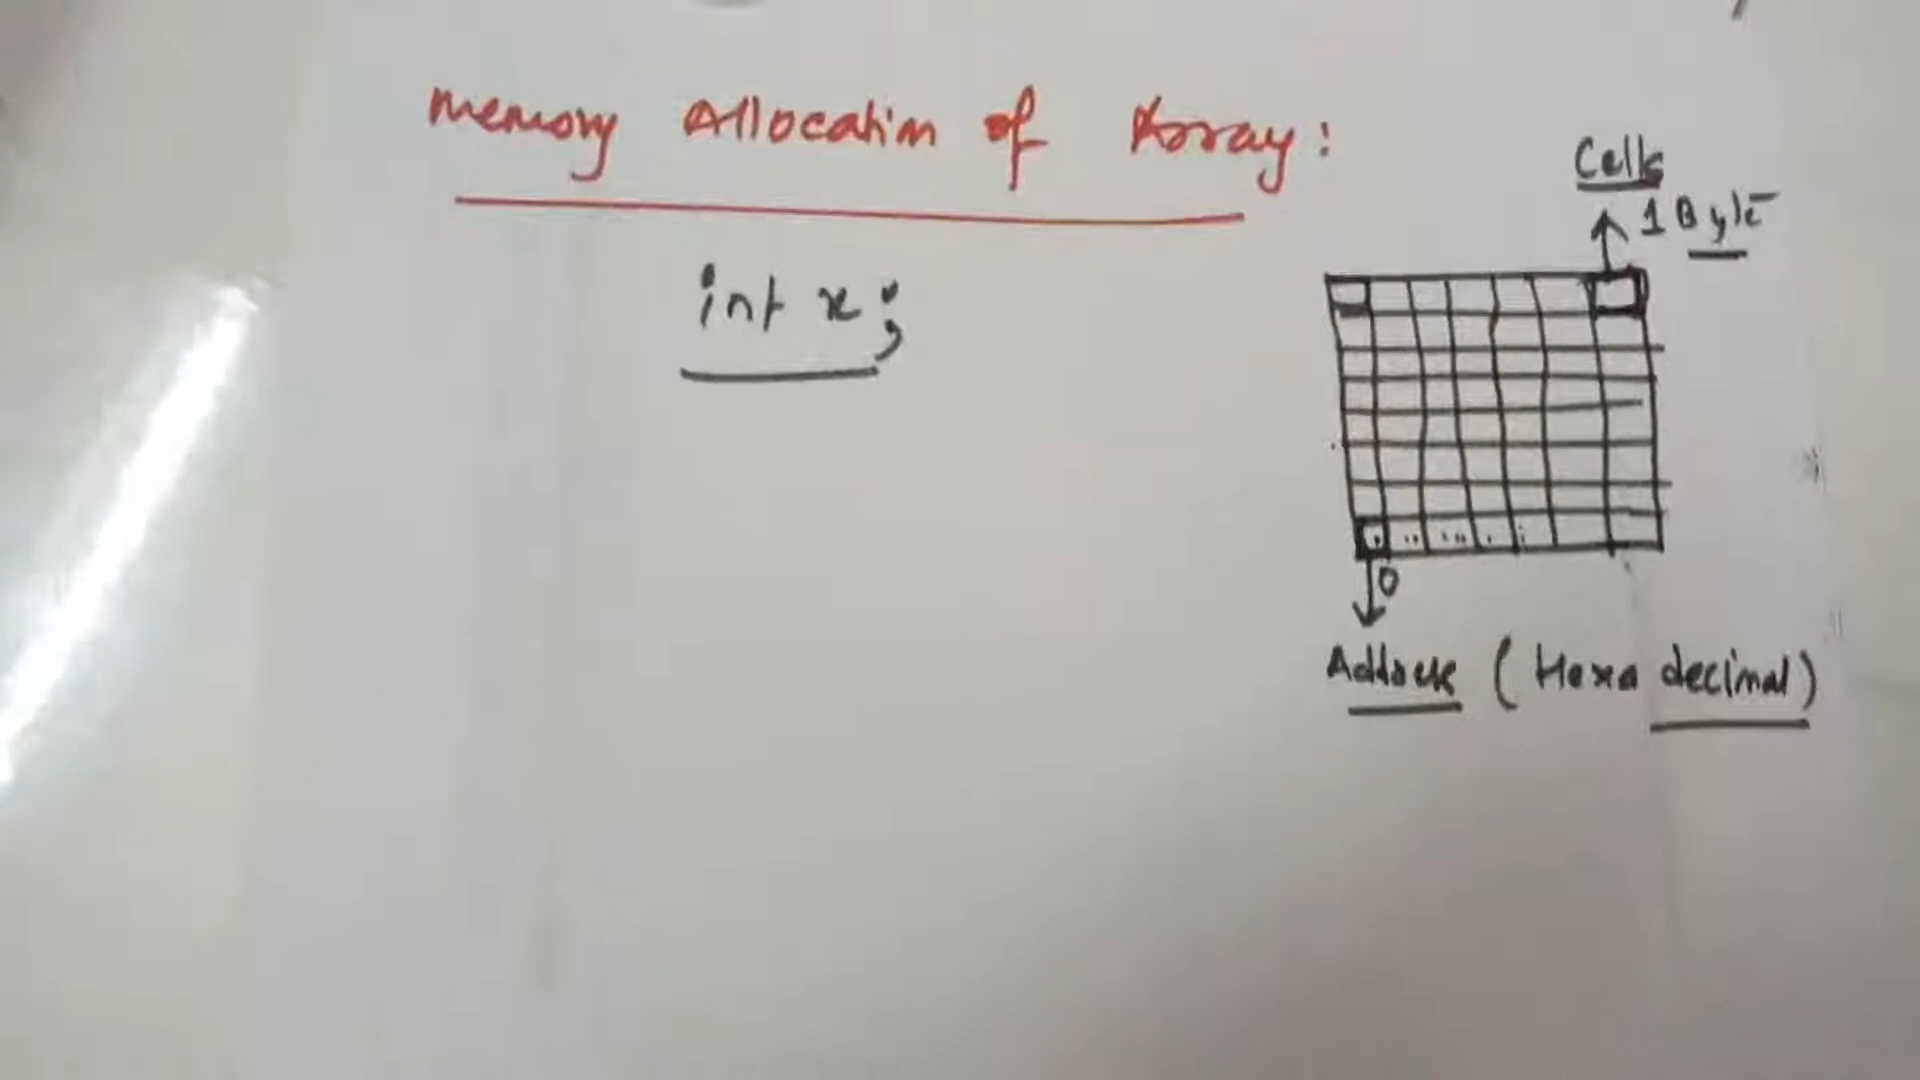 Memory Allocation of Array:
Cells
1 Byte
int x;
0
Address (Hexa decimal)